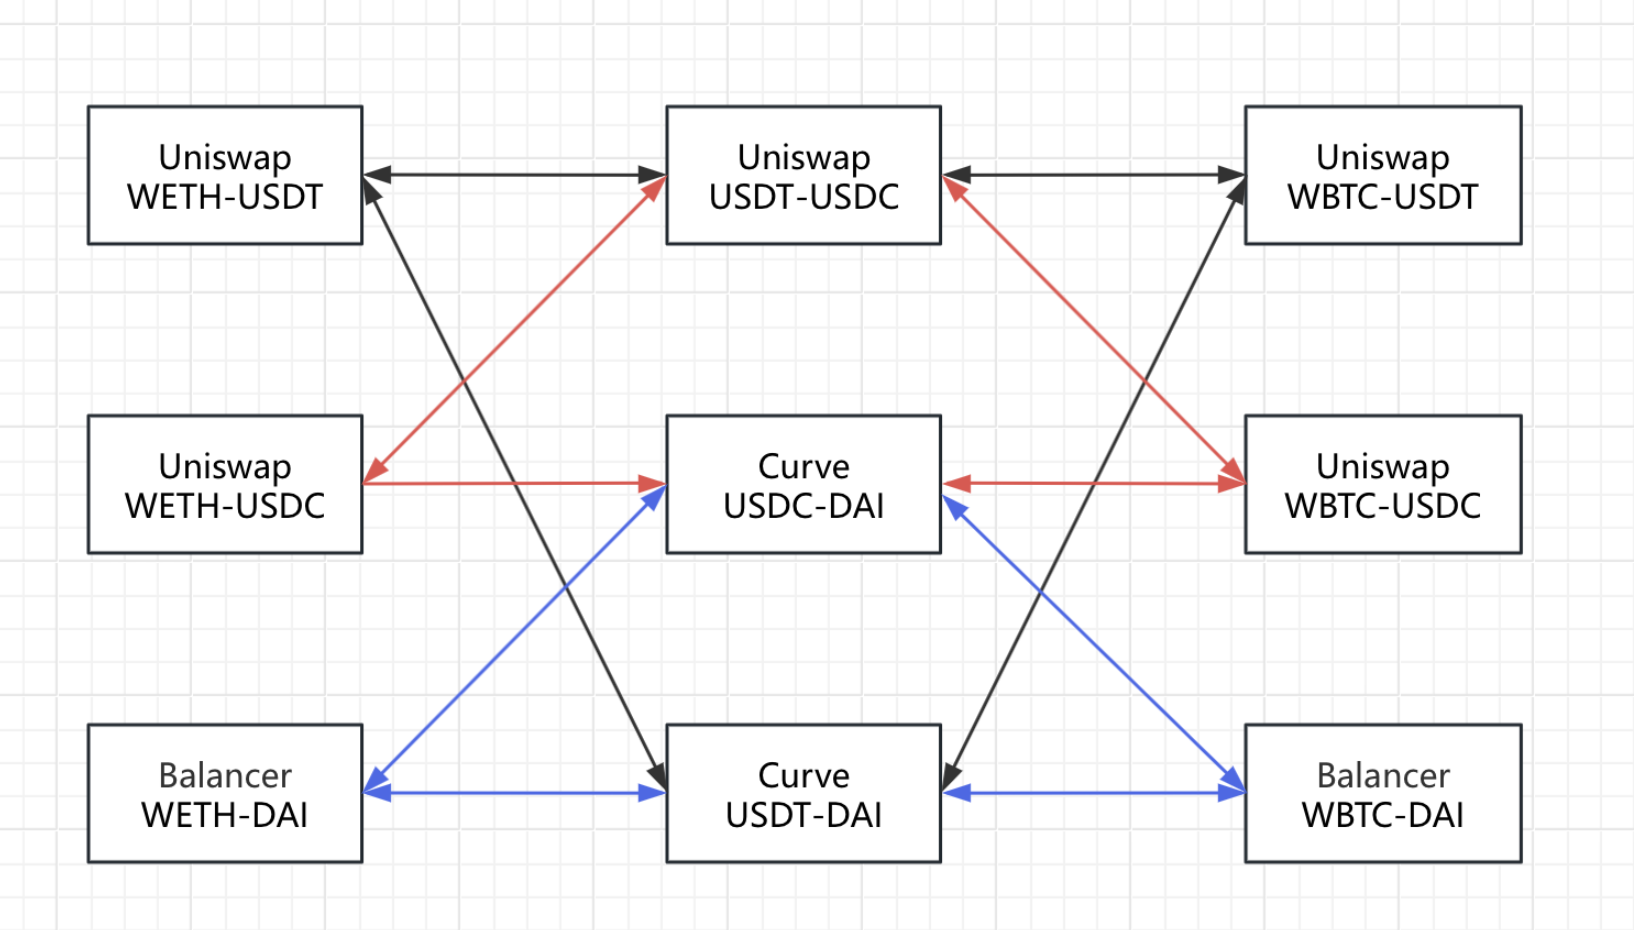 Uniswap
WETH-USDT
Uniswap
USDT-USDC
Uniswap
WBTC-USDT
Uniswap
WETH-USDC
Curve
USDC-DAI
Uniswap
WBTC-USDC
Balancer
WETH-DAI
Curve
USDT-DAI
Balancer
WBTC-DAI